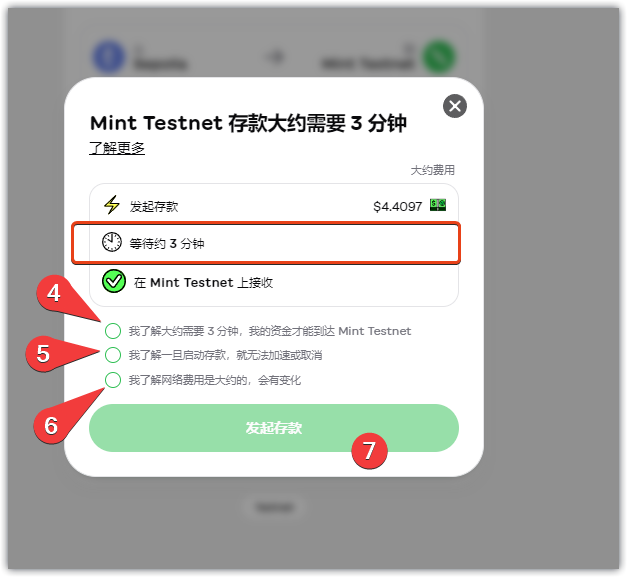 Sepolia
Mint Testnet
Mint Testnet 存款大约需要 3 分钟
了解更多
大约费用
发起存款 $4.4097
等待约 3 分钟
在 Mint Testnet 上接收
4
我了解大约需要 3 分钟，我的资金才能到达 Mint Testnet
5
我了解一旦启动存款，就无法加速或取消
6
我了解网络费用是大约的，会有变化
发起存款
7